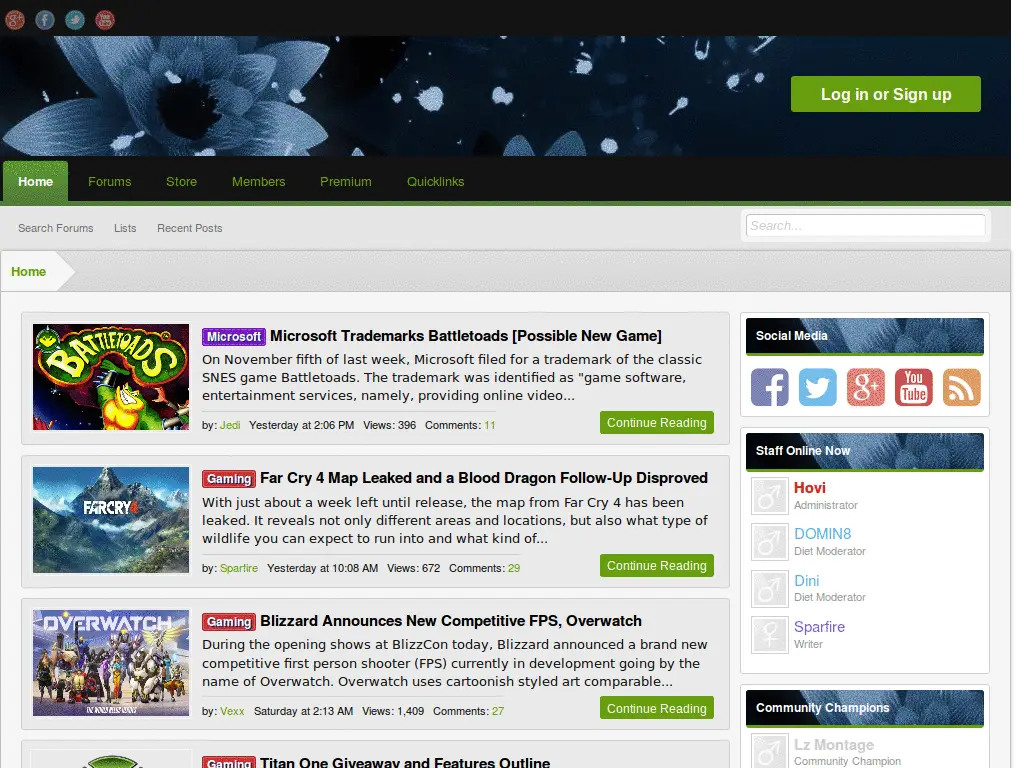 Log in or Sign up
Home Forums Store Members Premium Quicklinks
Search Forums Lists Recent Posts
Search...
Home
BATTLETOADS
Microsoft Microsoft Trademarks Battletoads [Possible New Game]
On November fifth of last week, Microsoft filed for a trademark of the classic
SNES game Battletoads. The trademark was identified as "game software,
entertainment services, namely, providing online video...
by: Jedi Yesterday at 2:06 PM Views: 396 Comments: 11
Continue Reading
FARCRY4
Gaming Far Cry 4 Map Leaked and a Blood Dragon Follow-Up Disproved
With just about a week left until release, the map from Far Cry 4 has been
leaked. It reveals not only different areas and locations, but also what type of
wildlife you can expect to run into and what kind of...
by: Sparfire Yesterday at 10:08 AM Views: 672 Comments: 29
Continue Reading
OVERWATCH
Gaming Blizzard Announces New Competitive FPS, Overwatch
During the opening shows at BlizzCon today, Blizzard announced a brand new
competitive first person shooter (FPS) currently in development going by the
name of Overwatch. Overwatch uses cartoonish styled art comparable...
by: Vexx Saturday at 2:13 AM Views: 1,409 Comments: 27
Continue Reading
Gaming Titan One Giveaway and Features Outline
Social Media
f g+ You Tube
Staff Online Now
Hovi
Administrator
DOMIN8
Diet Moderator
Dini
Diet Moderator
Sparfire
Writer
Community Champions
Lz Montage
Community Champion